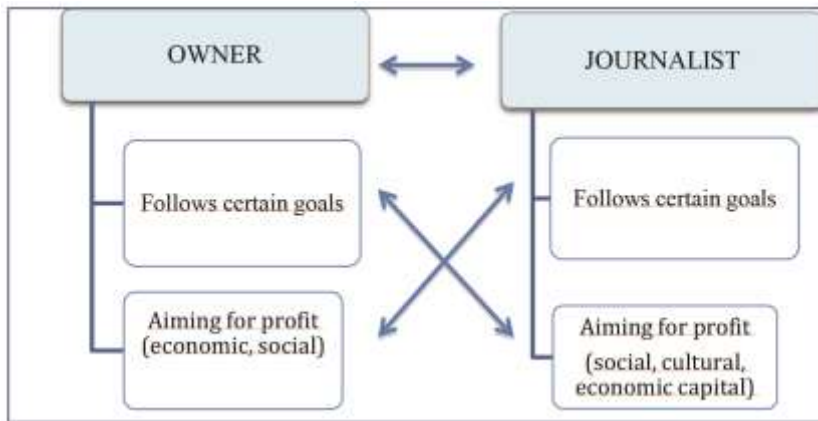 OWNER
JOURNALIST
Follows certain goals
Follows certain goals
Aiming for profit
(economic, social)
Aiming for profit
(social, cultural,
economic capital)